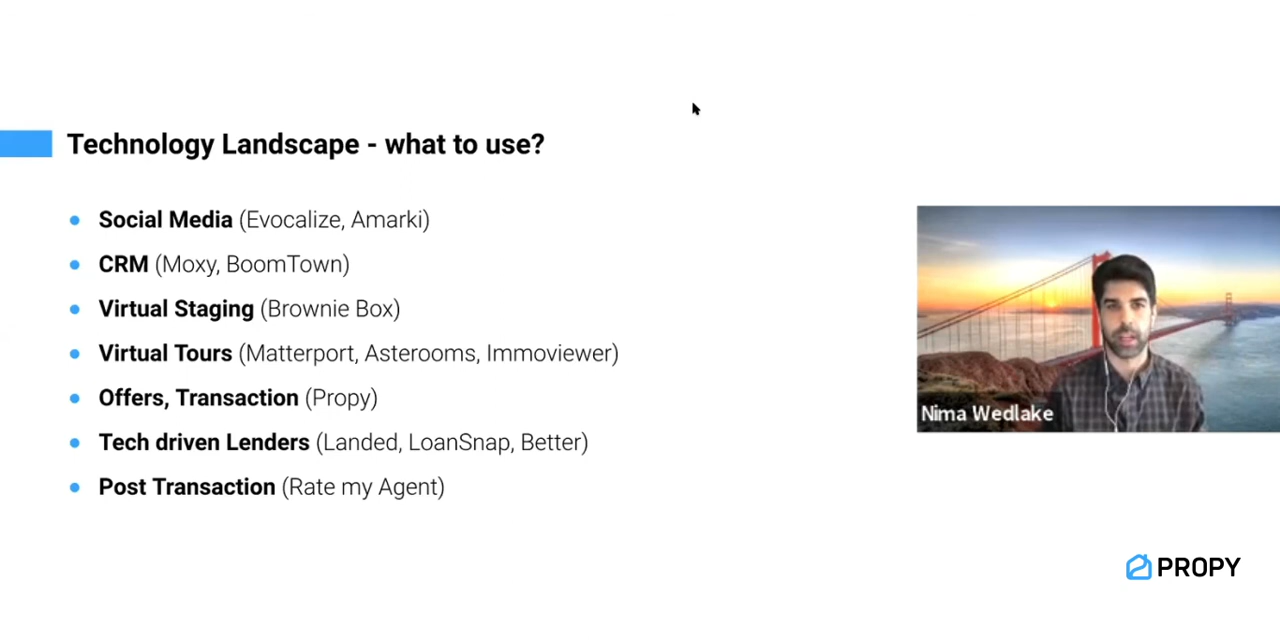 Technology Landscape - what to use?
Social Media (Evocalize, Amarki)
CRM (Moxy, BoomTown)
Virtual Staging (Brownie Box)
Virtual Tours (Matterport, Asterooms, Immoviewer)
Offers, Transaction (Propy)
Tech driven Lenders (Landed, LoanSnap, Better)
Post Transaction (Rate my Agent)
Nima Wedlake
PROPY